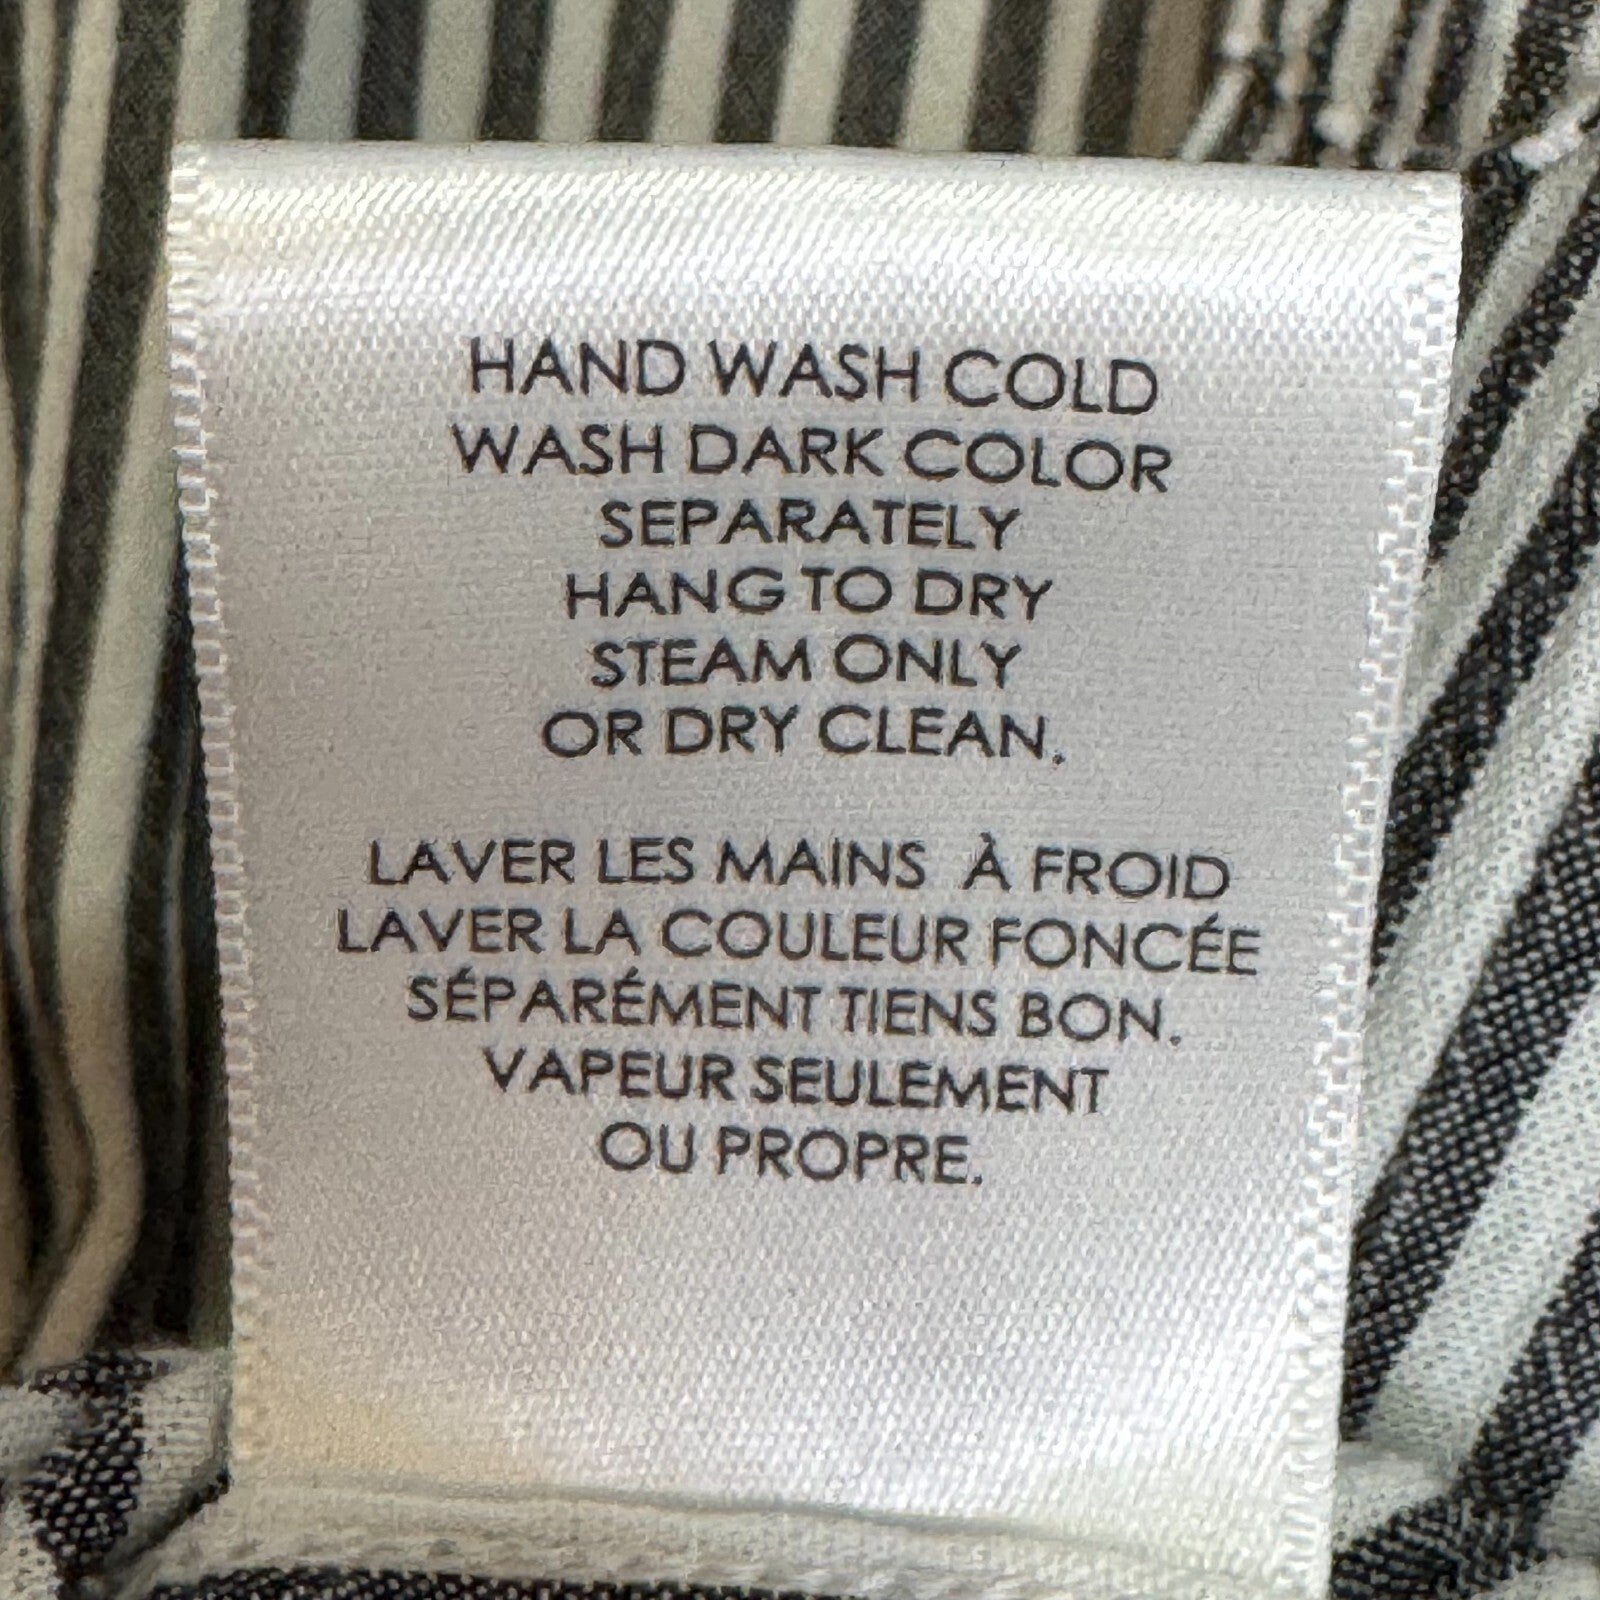 HAND WASH COLD
WASH DARK COLOR
SEPARATELY
HANG TO DRY
STEAM ONLY
OR DRY CLEAN.
LAVER LES MAINS À FROID
LAVER LA COULEUR FONCÉE
SÉPARÉMENT TIENS BON.
VAPEUR SEULEMENT
OU PROPRE.